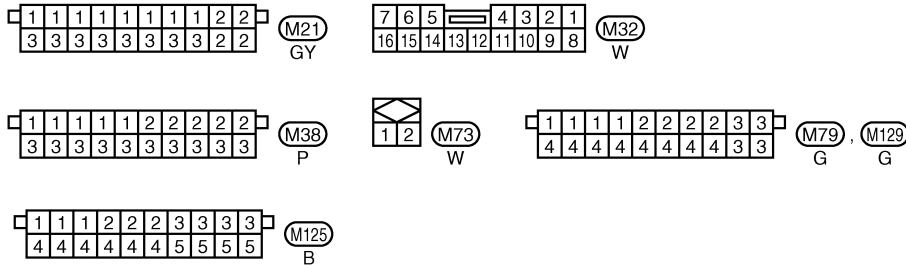 1 1 1 1 1 1 1 1 2 2
3 3 3 3 3 3 3 3 2 2
M21
GY
7 6 5 4 3 2 1
16 15 14 13 12 11 10 9 8
M32
W
1 1 1 1 1 2 2 2 2 2
3 3 3 3 3 3 3 3 3 3
M38
P
1 2
M73
W
1 1 1 1 2 2 2 2 3 3
4 4 4 4 4 4 4 4 3 3
M79 , M129
G G
1 1 1 2 2 2 3 3 3 3
4 4 4 4 4 4 5 5 5 5
M125
B